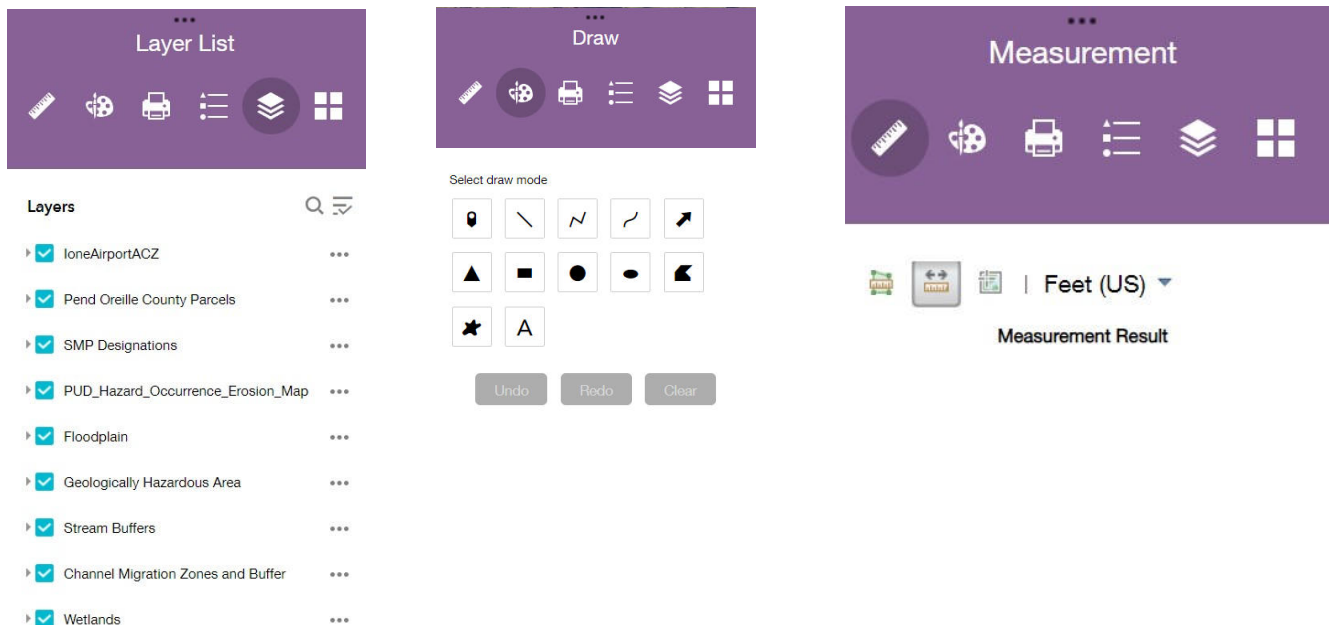 Layer List
Layers
IoneAirportACZ
Pend Oreille County Parcels
SMP Designations
PUD_Hazard_Occurrence_Erosion_Map
Floodplain
Geologically Hazardous Area
Stream Buffers
Channel Migration Zones and Buffer
Wetlands
Draw
Select draw mode
A
Undo Redo Clear
Measurement
Feet (US)
Measurement Result